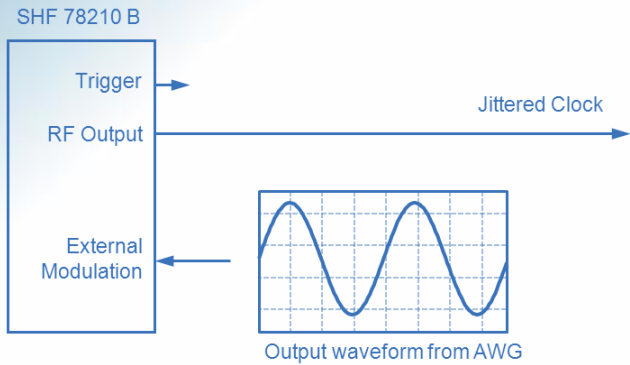 SHF 78210 B
Trigger
Jittered Clock
RF Output
External
Modulation
Output waveform from AWG